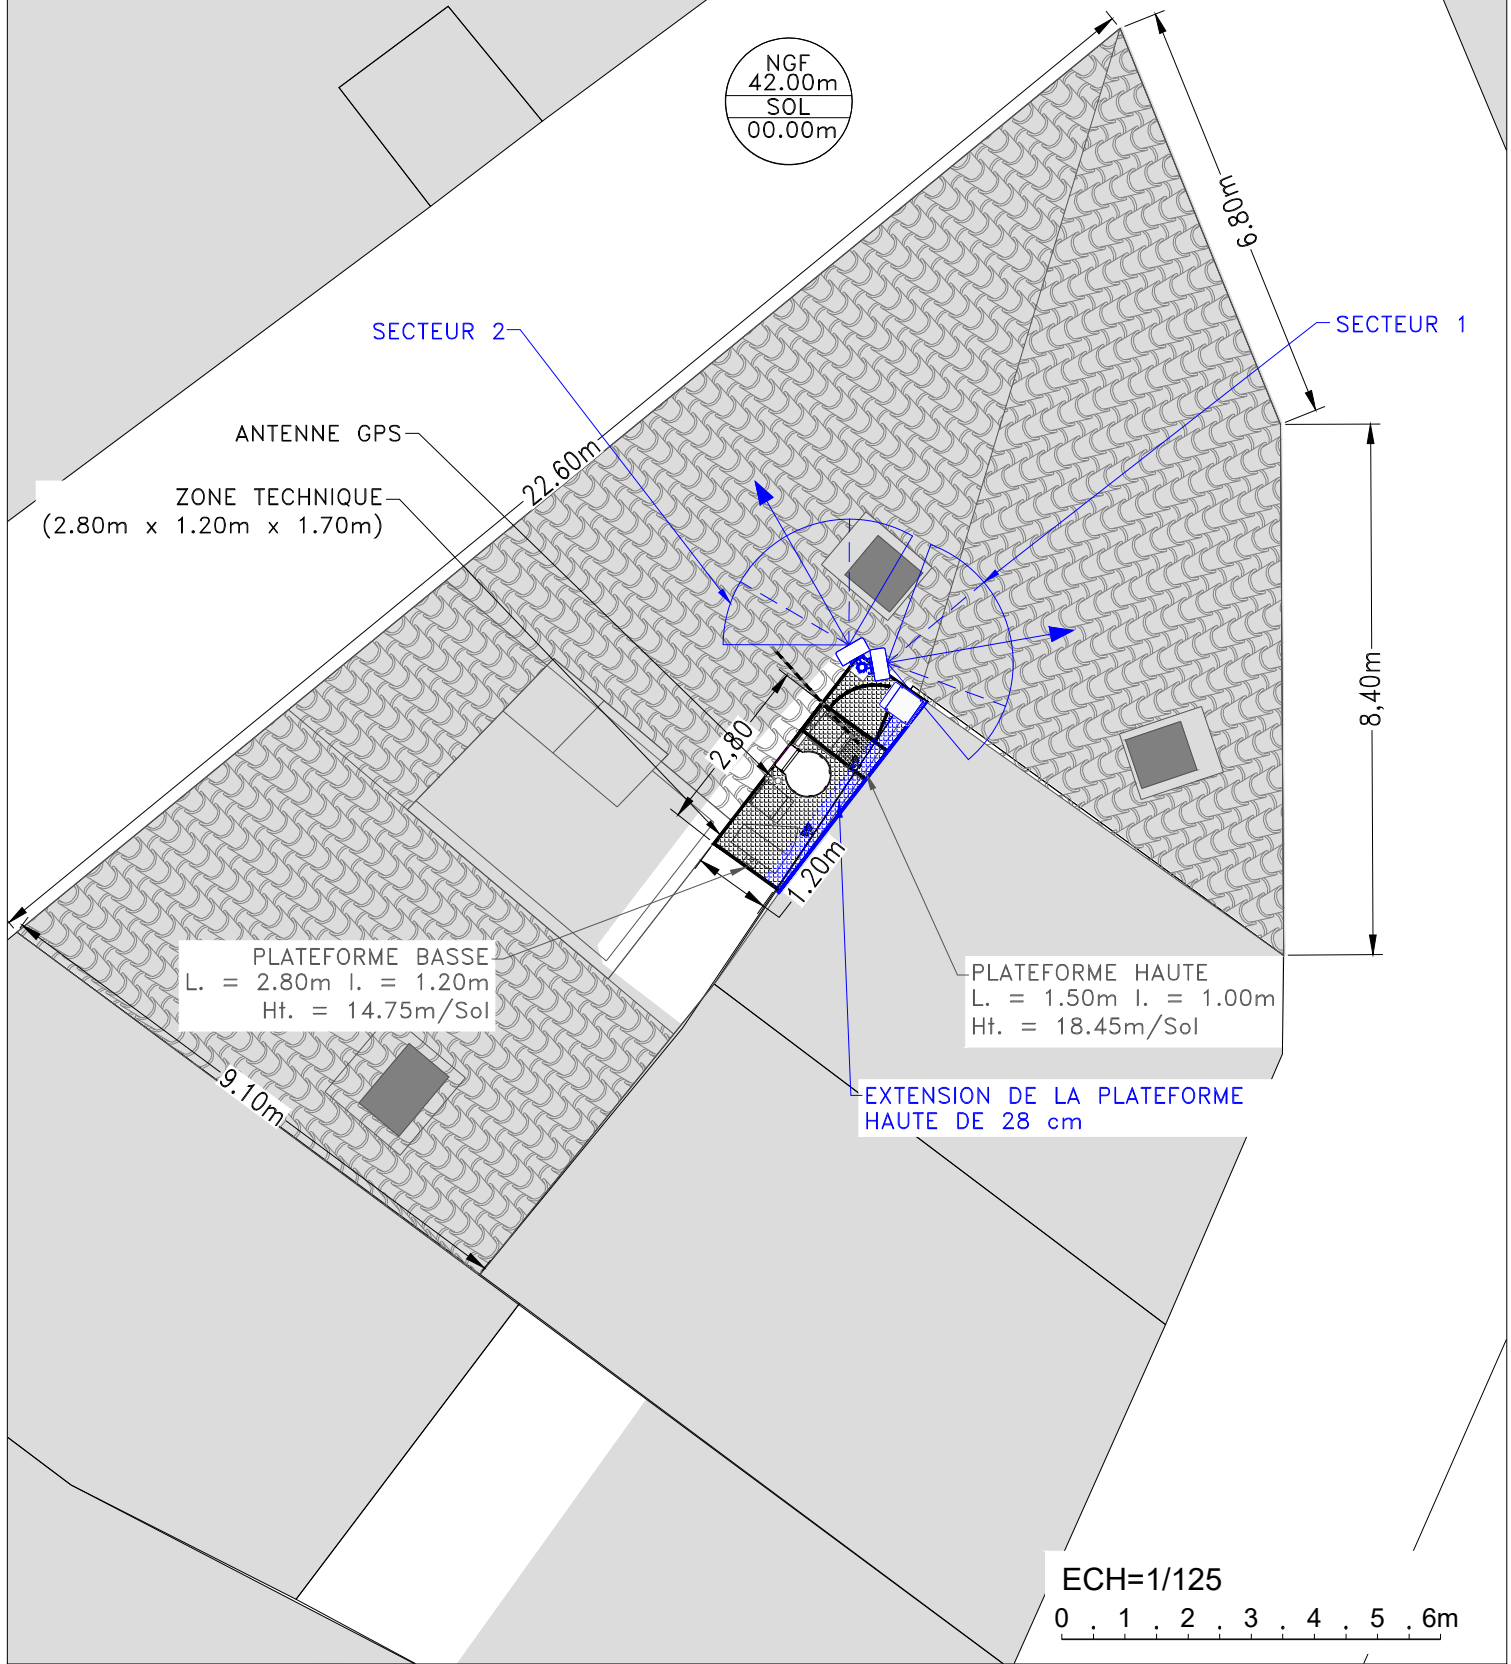 NGF
42.00m
SOL
00.00m
6.80m
SECTEUR 2
SECTEUR 1
ANTENNE GPS
22.60m
ZONE TECHNIQUE
(2.80m x 1.20m x 1.70m)
8,40m
2,80
1.20m
PLATEFORME BASSE
L. = 2.80m l. = 1.20m
Ht. = 14.75m/Sol
PLATEFORME HAUTE
L. = 1.50m l. = 1.00m
Ht. = 18.45m/Sol
9.10m
EXTENSION DE LA PLATEFORME
HAUTE DE 28 cm
ECH=1/125
0 . 1 . 2 . 3 . 4 . 5 . 6m